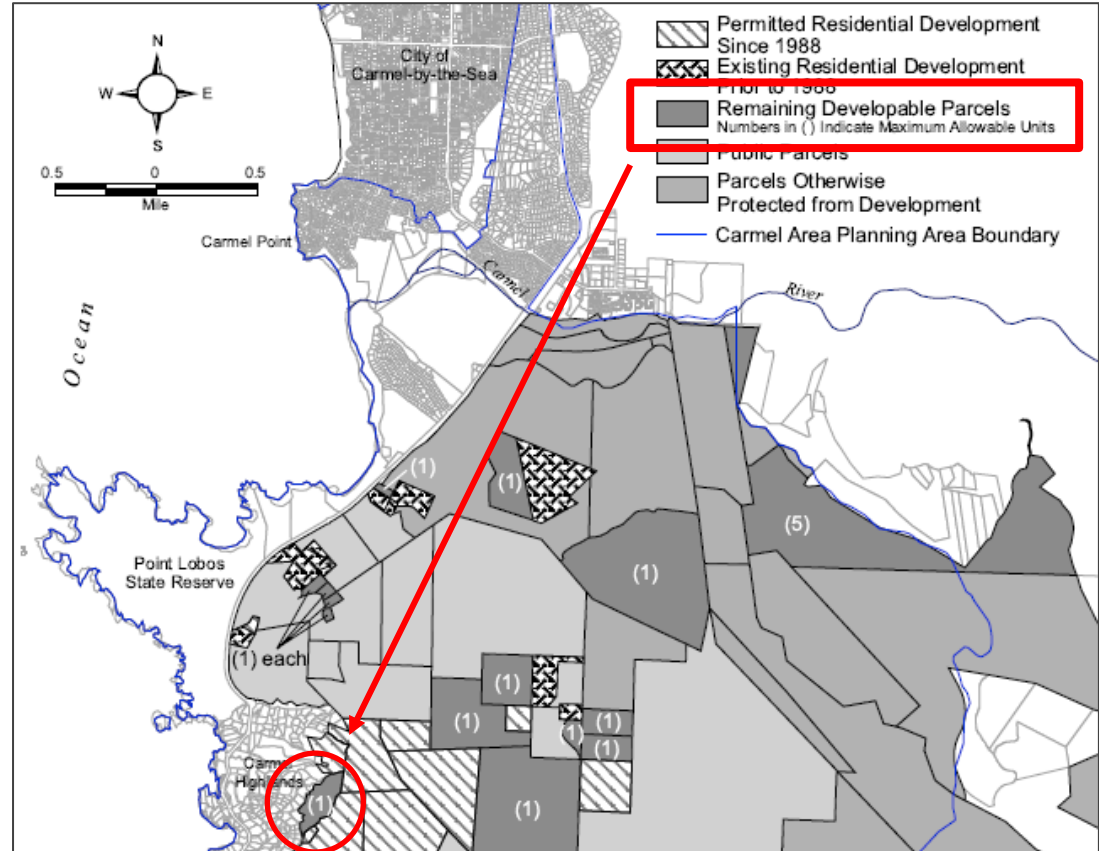 N
W E
S
0.5 0 0.5
Mile
City of
Carmel-by-the-Sea
Permitted Residential Development
Since 1988
Existing Residential Development
Prior to 1988
Remaining Developable Parcels
Numbers in ( ) Indicate Maximum Allowable Units
Public Parcels
Parcels Otherwise
Protected from Development
Carmel Area Planning Area Boundary
Carmel Point
Carmel
River
Ocean
(1)
(1)
(5)
Point Lobos
State Reserve
(1)
(1) each
(1)
(1)
(1)
(1)
(1)
Carmel
Highlands
(1)
(1)